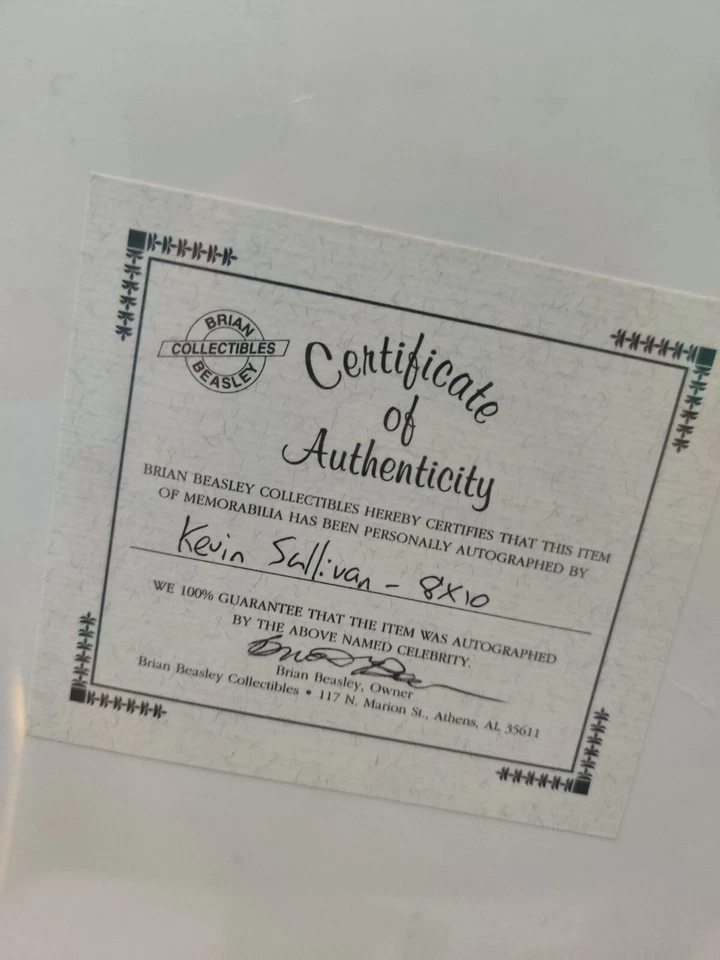 BRIAN
COLLECTIBLES
BEASLEY
Certificate
of
Authenticity
BRIAN BEASLEY COLLECTIBLES HEREBY CERTIFIES THAT THIS ITEM
OF MEMORABILIA HAS BEEN PERSONALLY AUTOGRAPHED BY
Kevin Sullivan - 8X10
WE 100% GUARANTEE THAT THE ITEM WAS AUTOGRAPHED
BY THE ABOVE NAMED CELEBRITY.
Brian Beasley, Owner
Brian Beasley Collectibles • 117 N. Marion St., Athens, AL 35611